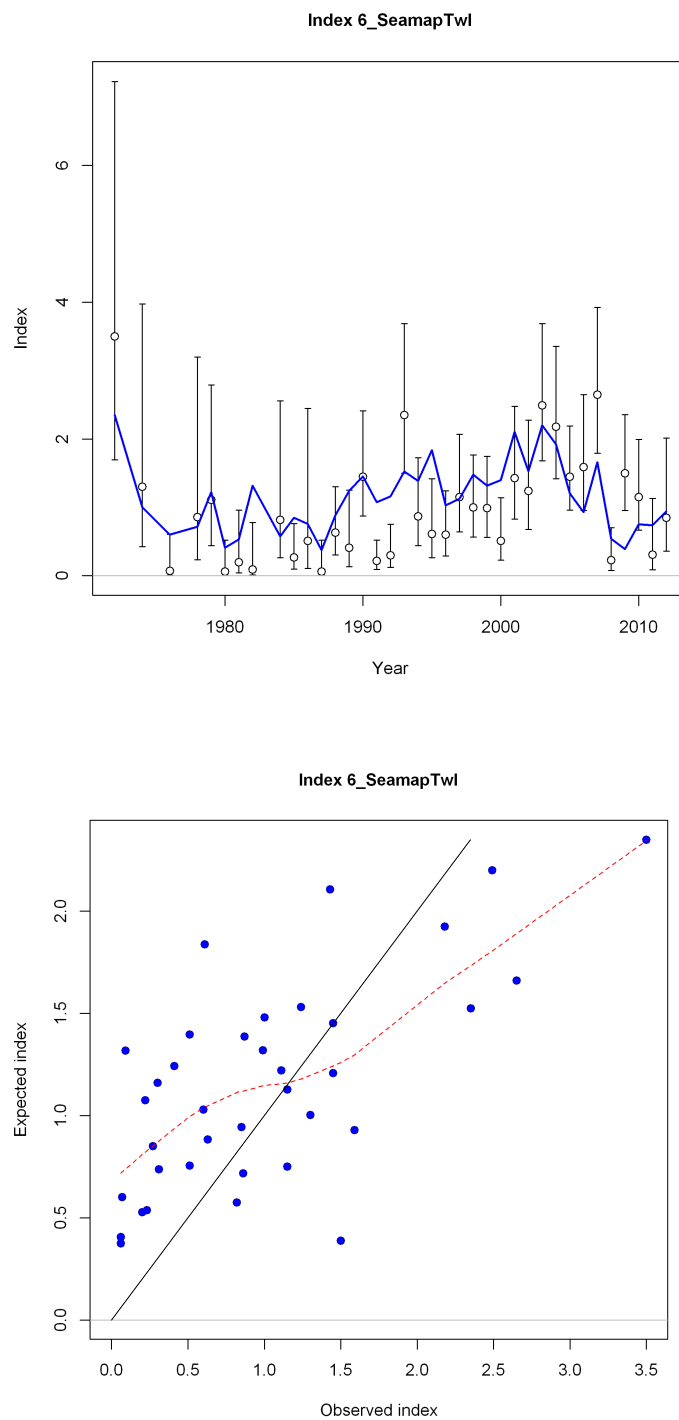 Index 6_SeamapTwl
6
4
2
0
Index
1980 1990 2000 2010
Year
Index 6_SeamapTwl
2.0
1.5
1.0
0.5
0.0
Expected index
0.0 0.5 1.0 1.5 2.0 2.5 3.0 3.5
Observed index